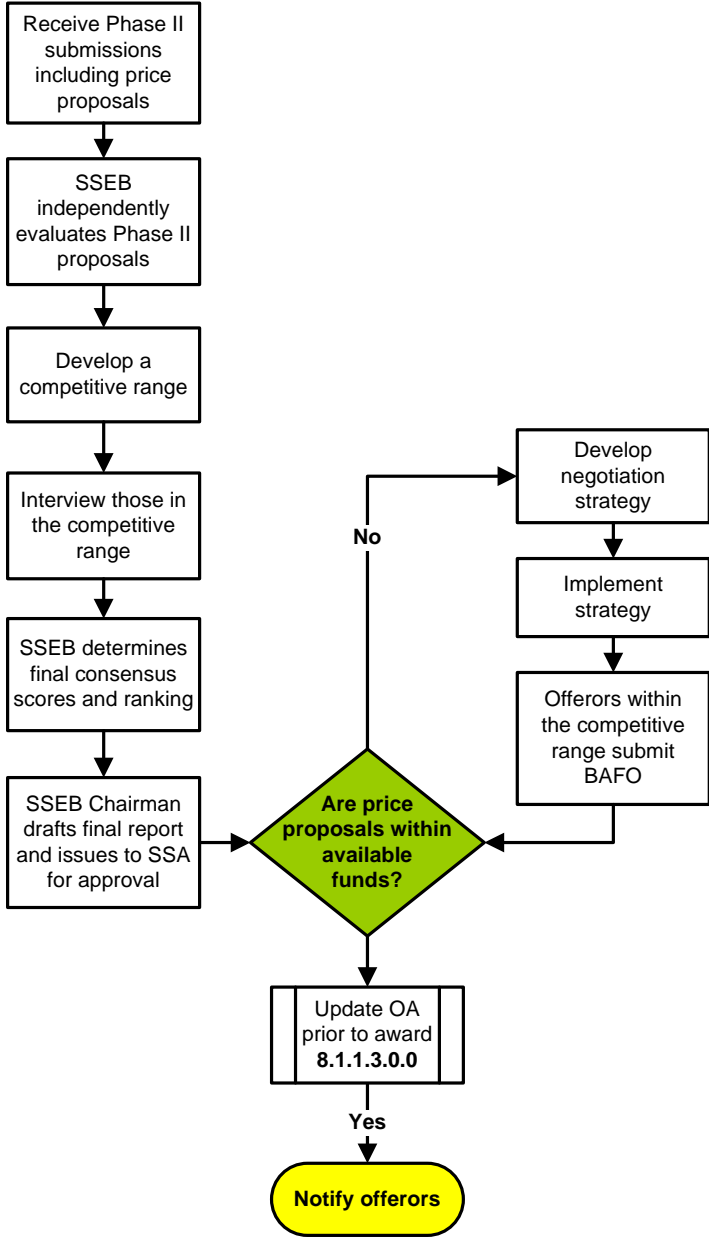 Receive Phase II
submissions
including price
proposals
SSEB
independently
evaluates Phase II
proposals
Develop a
competitive range
Interview those in
the competitive
range
SSEB determines
final consensus
scores and ranking
SSEB Chairman
drafts final report
and issues to SSA
for approval
Are price
proposals within
available
funds?
No
Develop
negotiation
strategy
Implement
strategy
Offerors within
the competitive
range submit
BAFO
Update OA
prior to award
8.1.1.3.0.0
Yes
Notify offerors